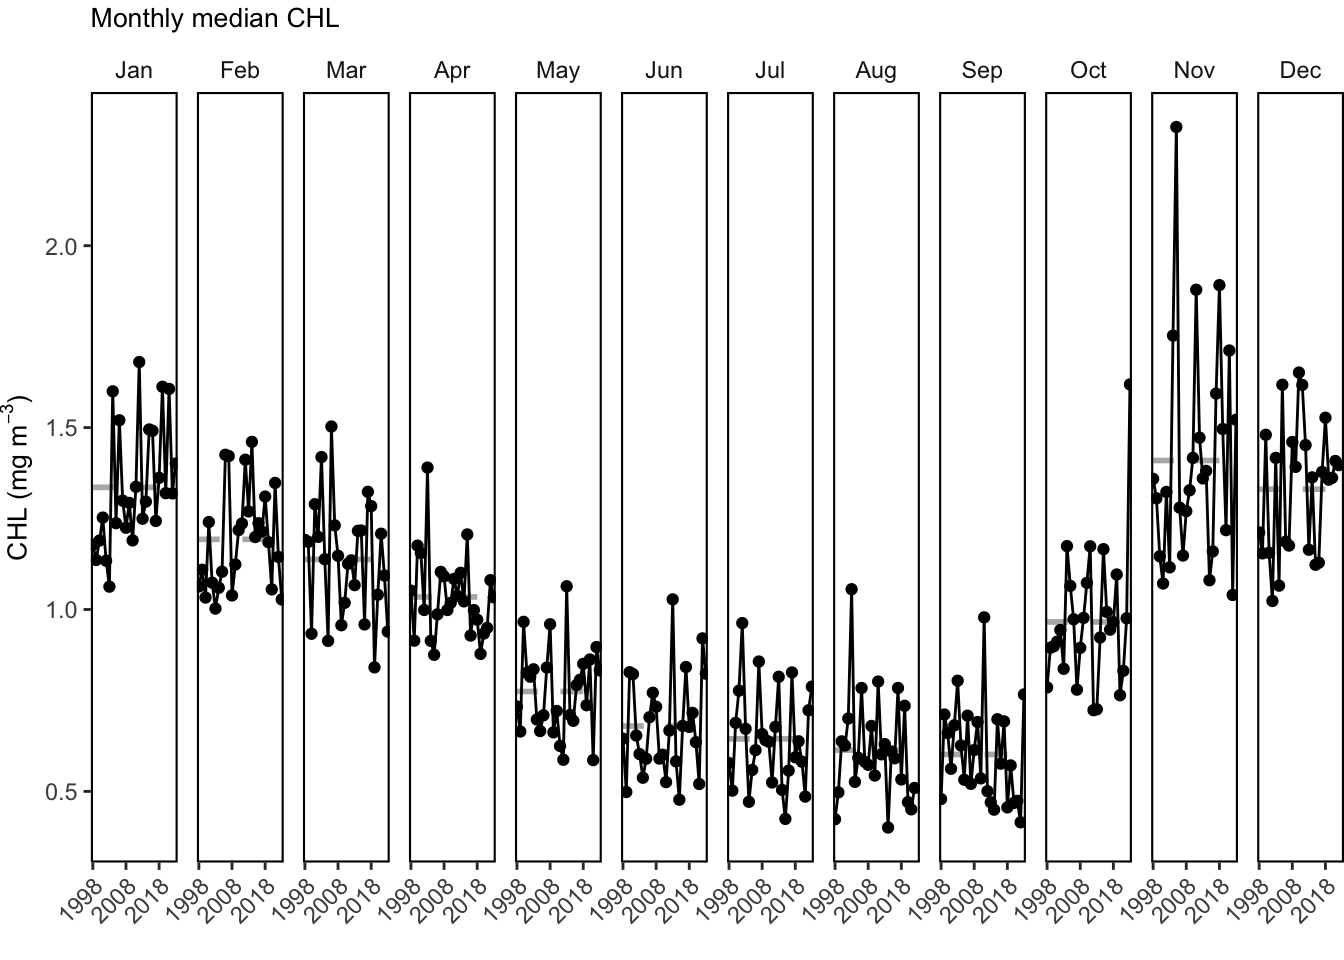 Monthly median CHL
Jan Feb Mar Apr May Jun Jul Aug Sep Oct Nov Dec
CHL (mg m⁻³)
2.0
1.5
1.0
0.5
1998 2008 2018 1998 2008 2018 1998 2008 2018 1998 2008 2018 1998 2008 2018 1998 2008 2018 1998 2008 2018 1998 2008 2018 1998 2008 2018 1998 2008 2018 1998 2008 2018 1998 2008 2018